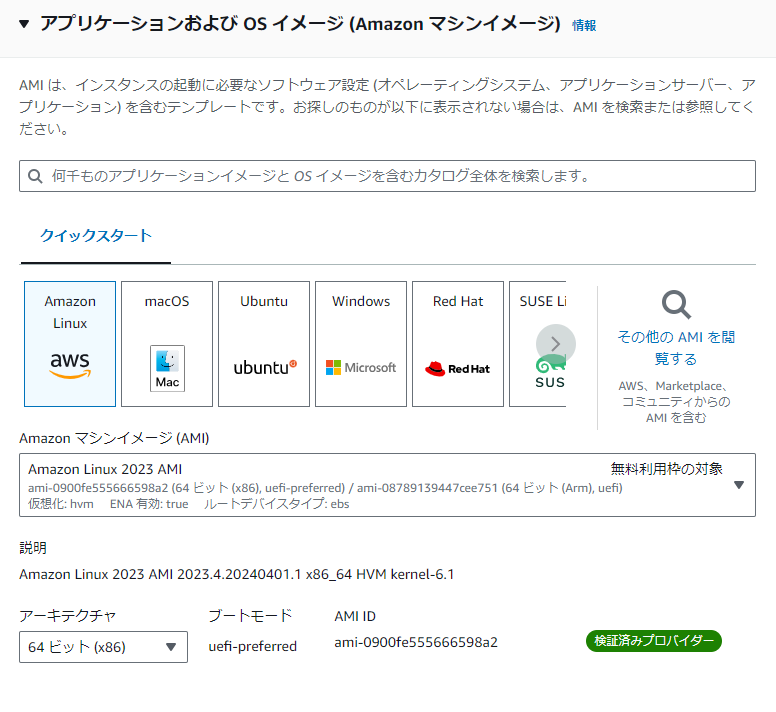 ▼ アプリケーションおよび OS イメージ (Amazon マシンイメージ) 情報
AMI は、インスタンスの起動に必要なソフトウェア設定 (オペレーティングシステム、アプリケーションサーバー、ア
プリケーション) を含むテンプレートです。お探しのものが以下に表示されない場合は、AMI を検索または参照してく
ださい。
何千ものアプリケーションイメージと OS イメージを含むカタログ全体を検索します。
クイックスタート
Amazon
Linux
aws
macOS
Mac
Ubuntu
ubuntu
Windows
Microsoft
Red Hat
Red Hat
SUSE Li
SUS
その他の AMI を閲
覧する
AWS、Marketplace、
コミュニティからの
AMI を含む
Amazon マシンイメージ (AMI)
Amazon Linux 2023 AMI 無料利用枠の対象
ami-0900fe555666598a2 (64 ビット (x86), uefi-preferred) / ami-08789139447cee751 (64 ビット (Arm), uefi)
仮想化: hvm ENA 有効: true ルートデバイスタイプ: ebs
説明
Amazon Linux 2023 AMI 2023.4.20240401.1 x86_64 HVM kernel-6.1
アーキテクチャ ブートモード AMI ID
64 ビット (x86) uefi-preferred ami-0900fe555666598a2 検証済みプロバイダー